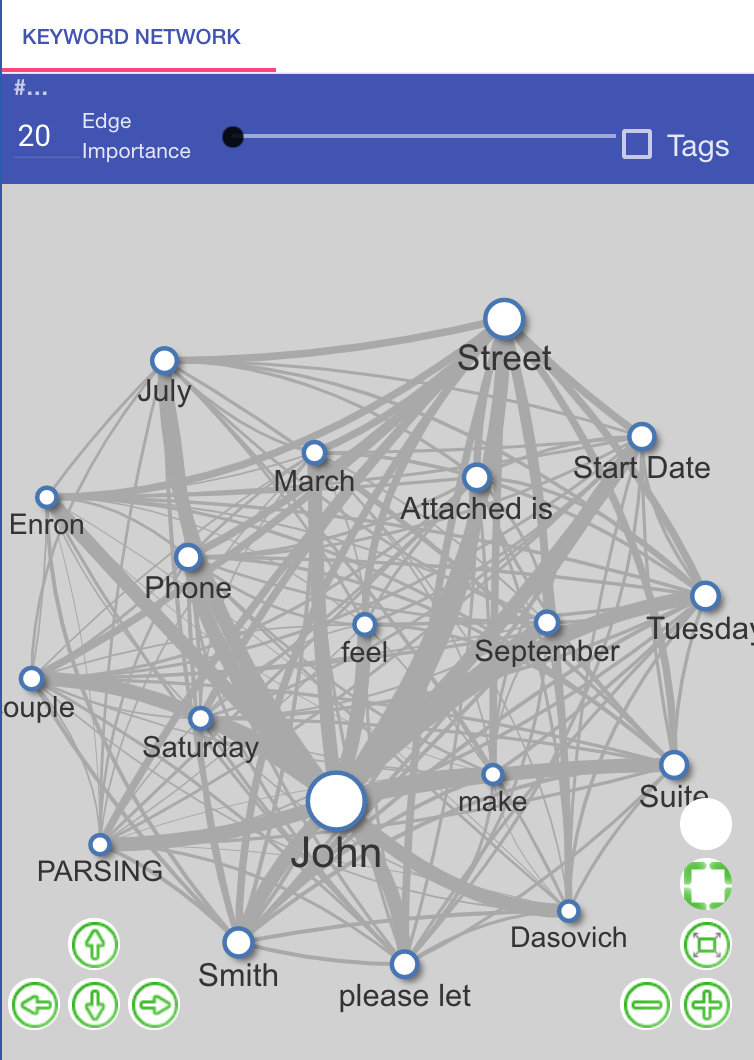 KEYWORD NETWORK
#...
20
Edge
Importance
Tags
Street
July
Start Date
March
Attached is
Enron
Phone
Tuesday
feel
September
ouple
Saturday
make
Suite
John
PARSING
Dasovich
Smith
please let